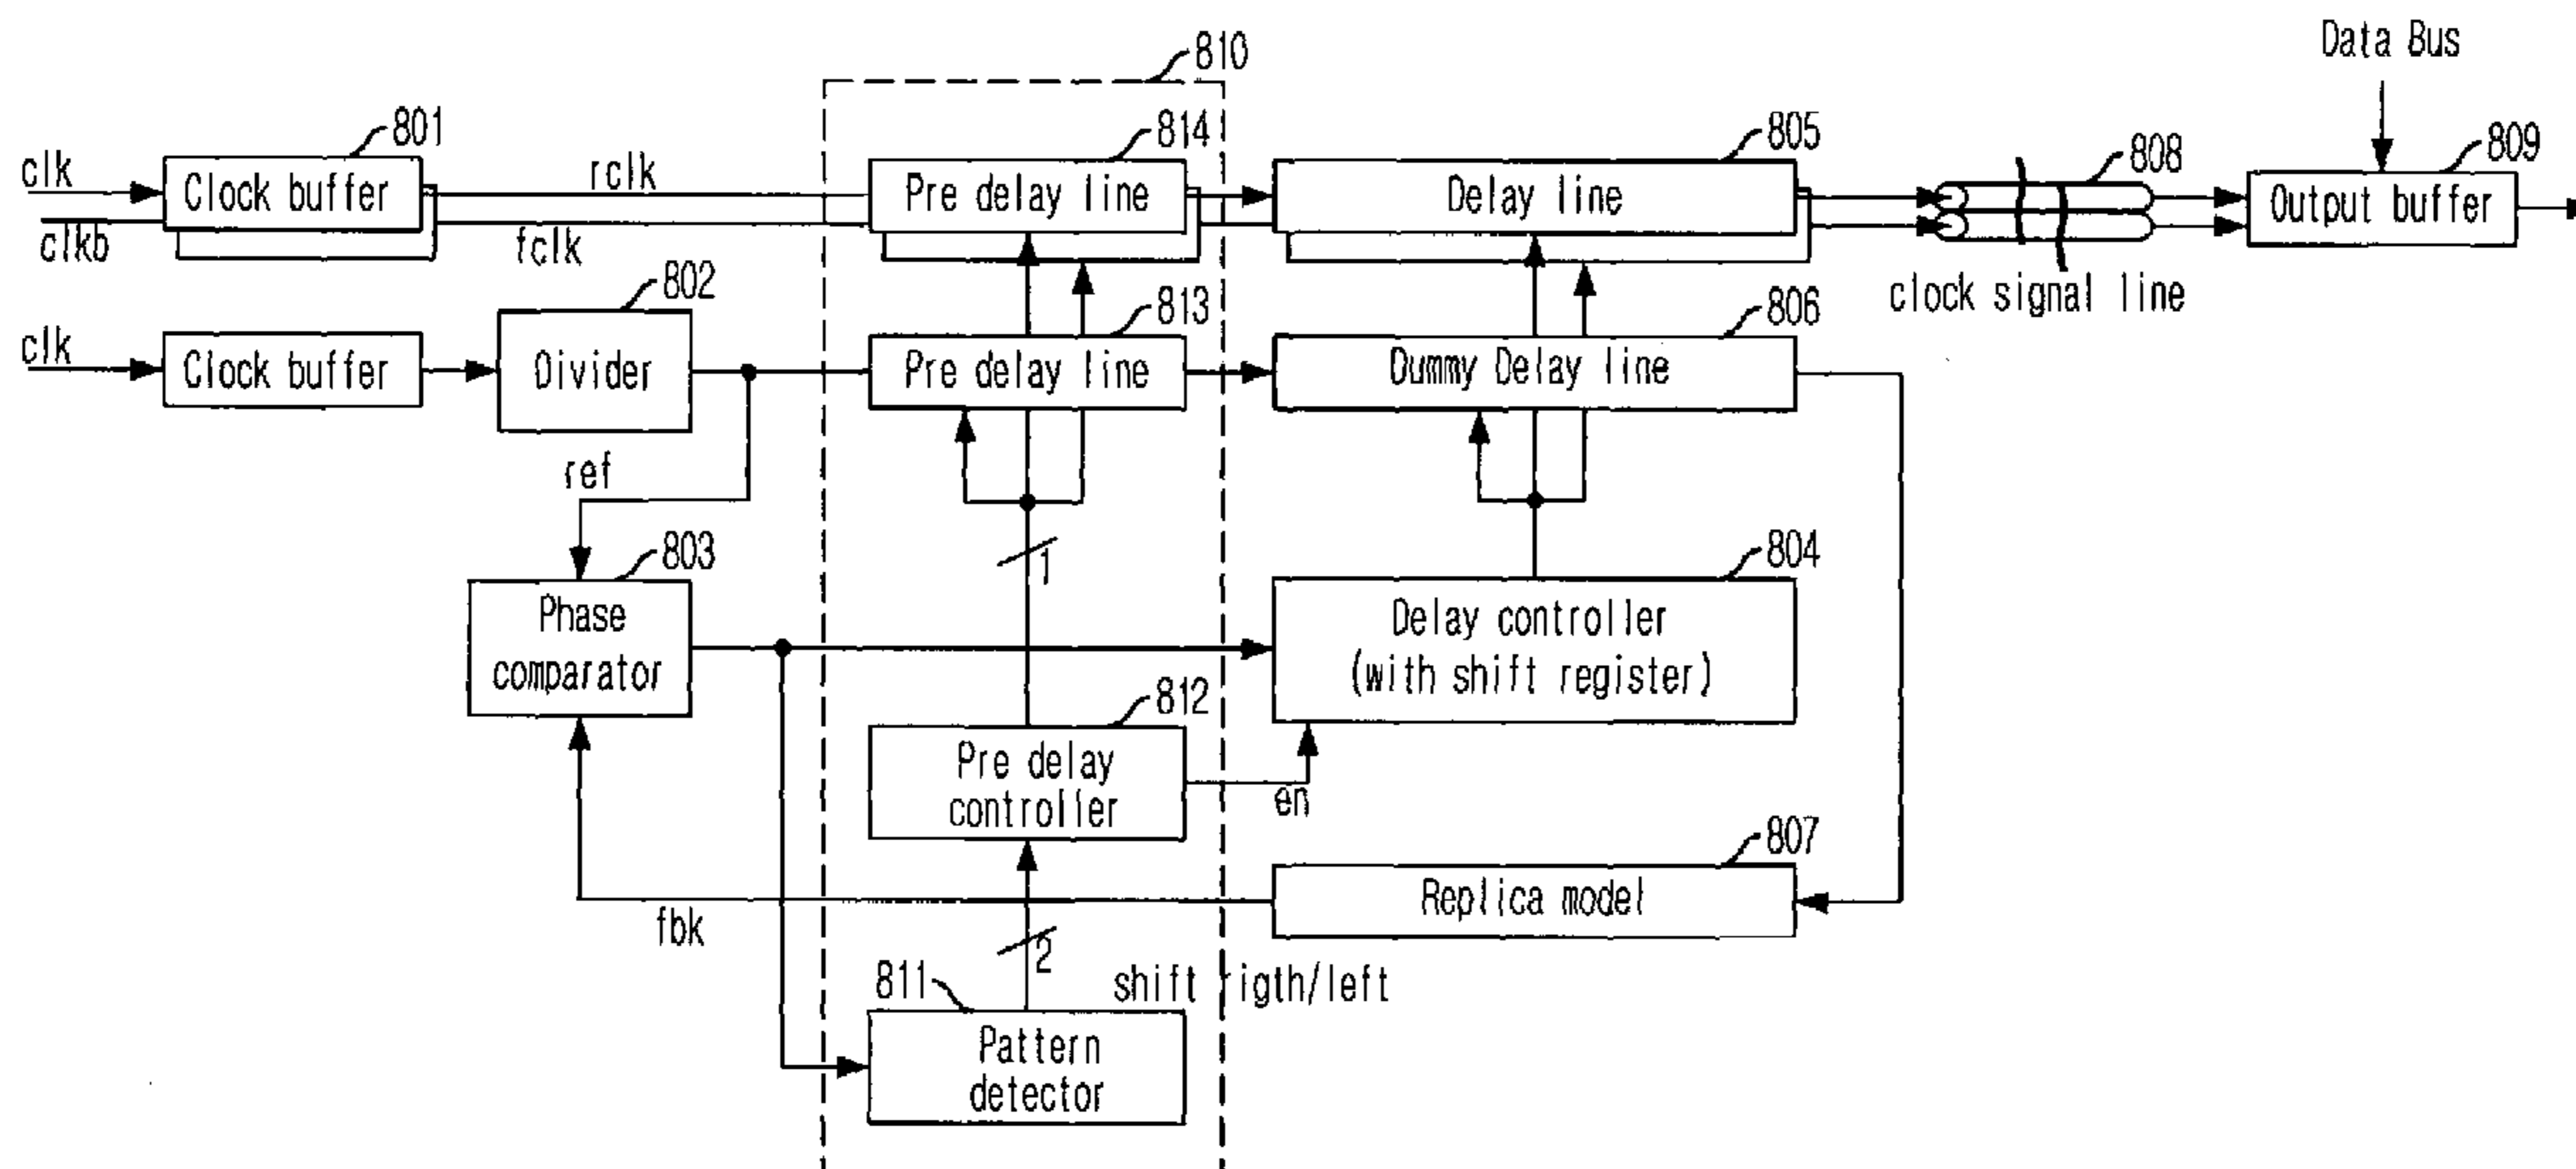 Data Bus
810
801
814
805
808
809
clk
Clock buffer
rclk
Pre delay line
Delay line
Output buffer
clkb
fclk
clock signal line
802
813
806
clk
Clock buffer
Divider
Pre delay line
Dummy Delay line
ref
803
1
804
Phase
comparator
Delay controller
(with shift register)
812
Pre delay
controller
en
807
Replica model
fbk
2
811
shift rigth/left
Pattern
detector